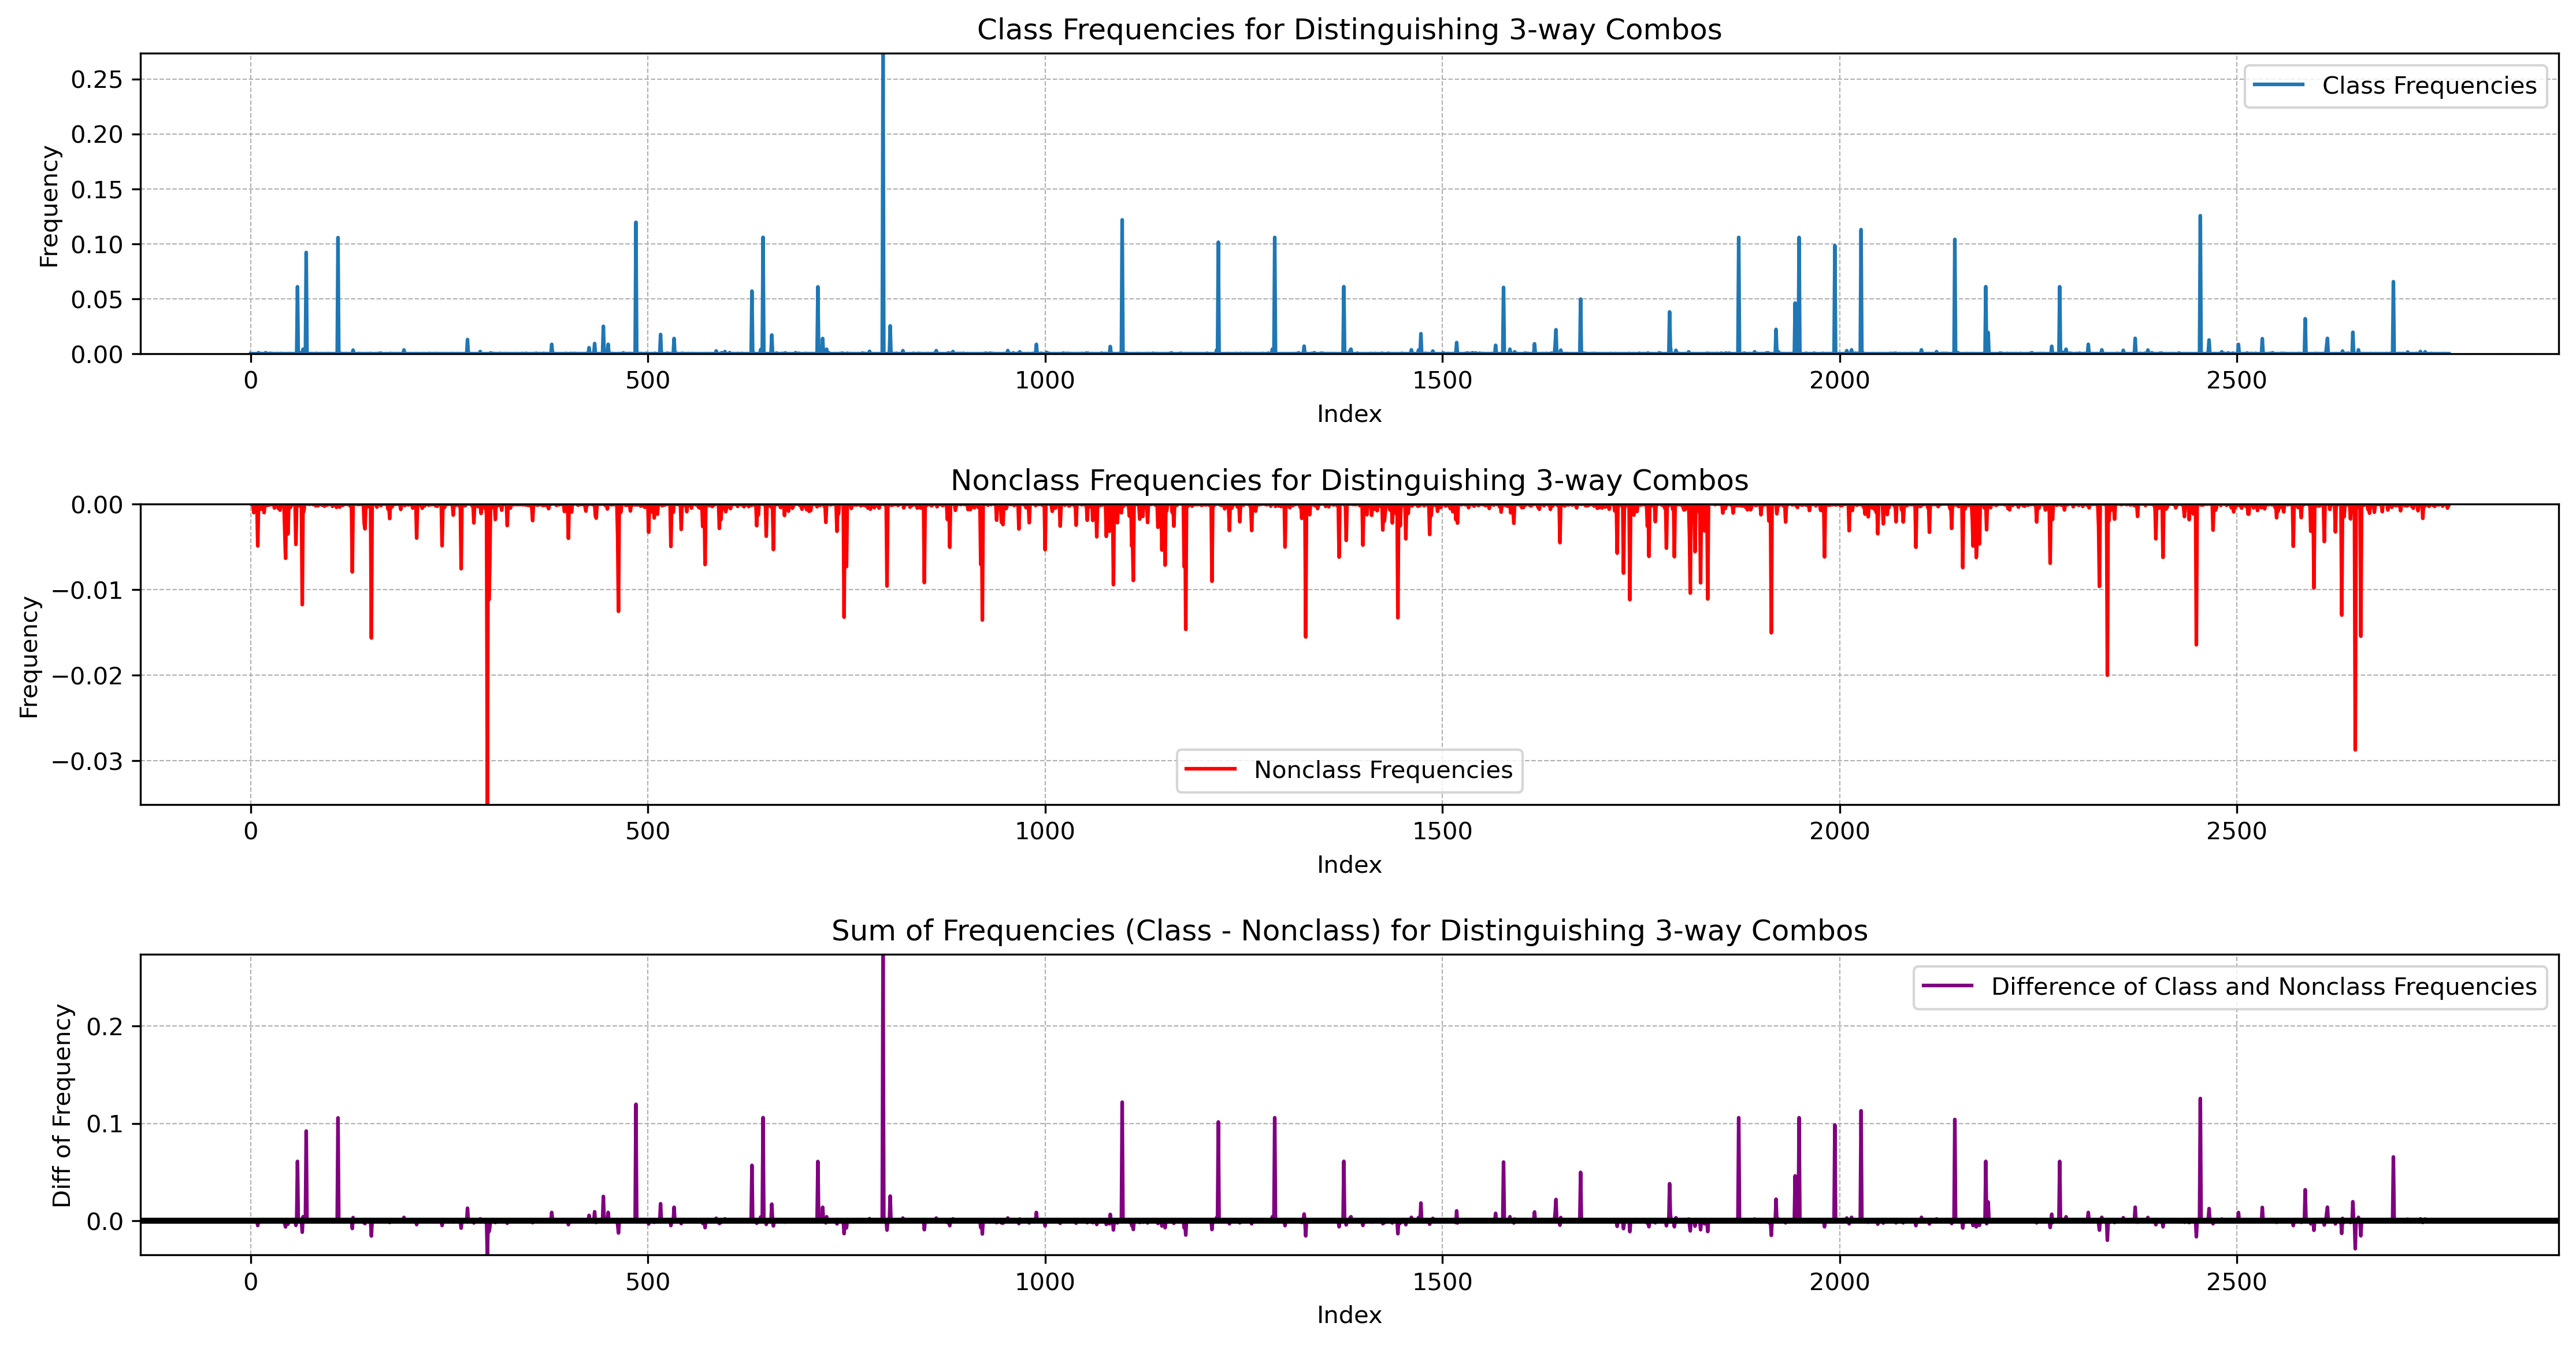 Class Frequencies for Distinguishing 3-way Combos
0.25
0.20
0.15
0.10
0.05
0.00
Frequency
Class Frequencies
0 500 1000 1500 2000 2500
Index
Nonclass Frequencies for Distinguishing 3-way Combos
0.00
−0.01
−0.02
−0.03
Frequency
Nonclass Frequencies
0 500 1000 1500 2000 2500
Index
Sum of Frequencies (Class - Nonclass) for Distinguishing 3-way Combos
0.2
0.1
0.0
Diff of Frequency
Difference of Class and Nonclass Frequencies
0 500 1000 1500 2000 2500
Index